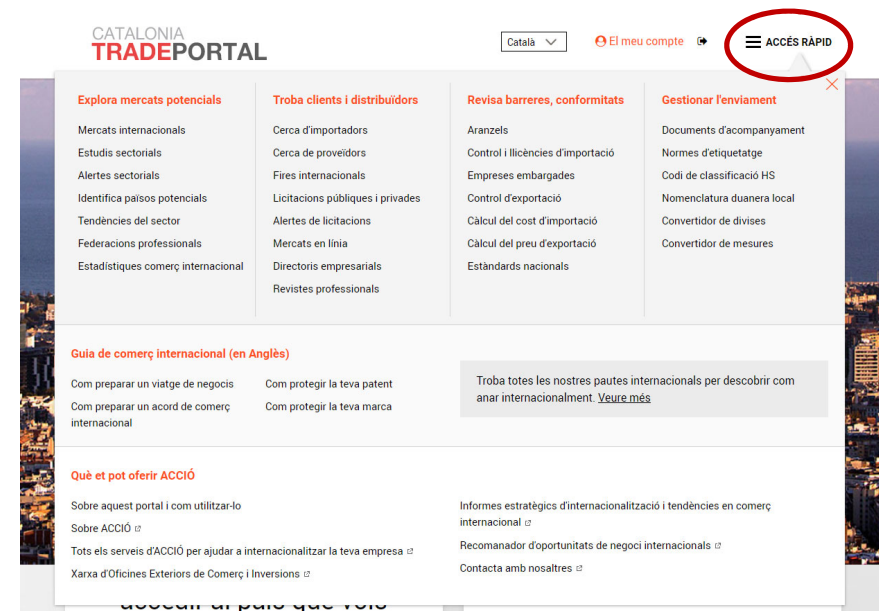 CATALONIA
TRADEPORTAL
Català
El meu compte
ACCÉS RÀPID
Explora mercats potencials
Mercats internacionals
Estudis sectorials
Alertes sectorials
Identifica països potencials
Tendències del sector
Federacions professionals
Estadístiques comerç internacional
Troba clients i distribuïdors
Cerca d'importadors
Cerca de proveïdors
Fires internacionals
Licitacions públiques i privades
Alertes de licitacions
Mercats en línia
Directoris empresarials
Revistes professionals
Revisa barreres, conformitats
Aranzels
Control i llicències d'importació
Empreses embargades
Control d'exportació
Càlcul del cost d'importació
Càlcul del preu d'exportació
Estàndards nacionals
Gestionar l'enviament
Documents d'acompanyament
Normes d'etiquetatge
Codi de classificació HS
Nomenclatura duanera local
Convertidor de divises
Convertidor de mesures
Guia de comerç internacional (en Anglès)
Com preparar un viatge de negocis
Com preparar un acord de comerç
internacional
Com protegir la teva patent
Com protegir la teva marca
Troba totes les nostres pautes internacionals per descobrir com
anar internacionalment. Veure més
Què et pot oferir ACCIÓ
Sobre aquest portal i com utilitzar-lo
Sobre ACCIÓ
Tots els serveis d'ACCIÓ per ajudar a internacionalitzar la teva empresa
Xarxa d'Oficines Exteriors de Comerç i Inversions
Informes estratègics d'internacionalització i tendències en comerç
internacional
Recomanador d'oportunitats de negoci internacionals
Contacta amb nosaltres
accedir al país que vols